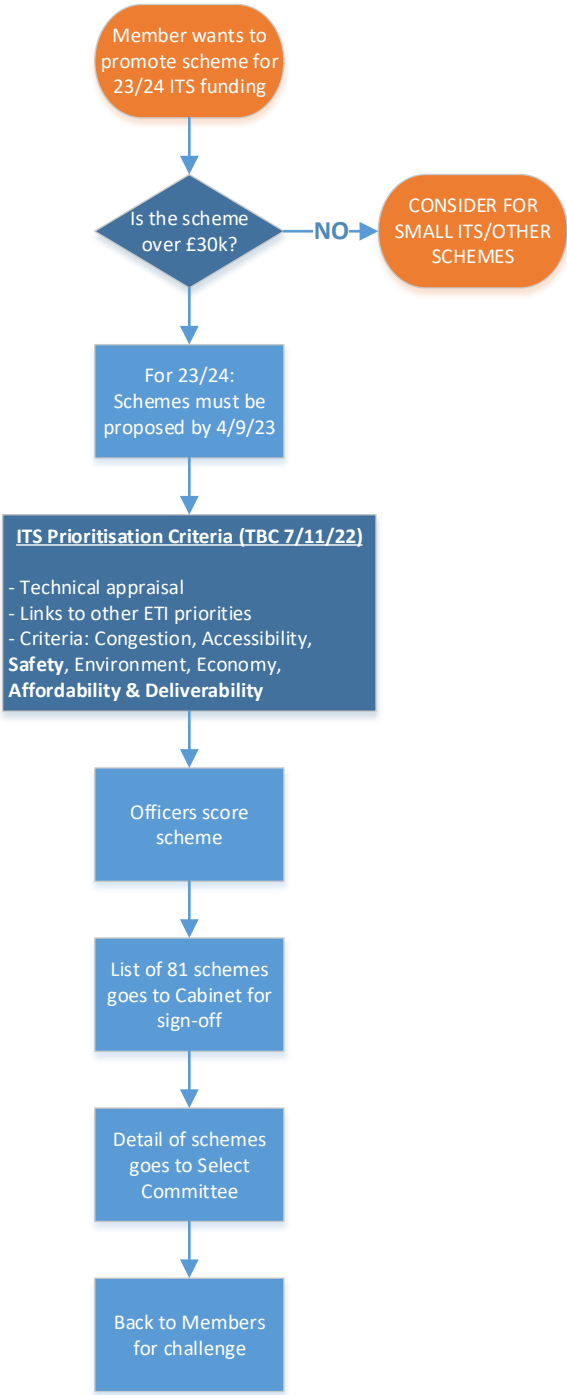 Member wants to
promote scheme for
23/24 ITS funding
Is the scheme
over £30k?
NO
CONSIDER FOR
SMALL ITS/OTHER
SCHEMES
For 23/24:
Schemes must be
proposed by 4/9/23
ITS Prioritisation Criteria (TBC 7/11/22)
- Technical appraisal
- Links to other ETI priorities
- Criteria: Congestion, Accessibility,
Safety, Environment, Economy,
Affordability & Deliverability
Officers score
scheme
List of 81 schemes
goes to Cabinet for
sign-off
Detail of schemes
goes to Select
Committee
Back to Members
for challenge